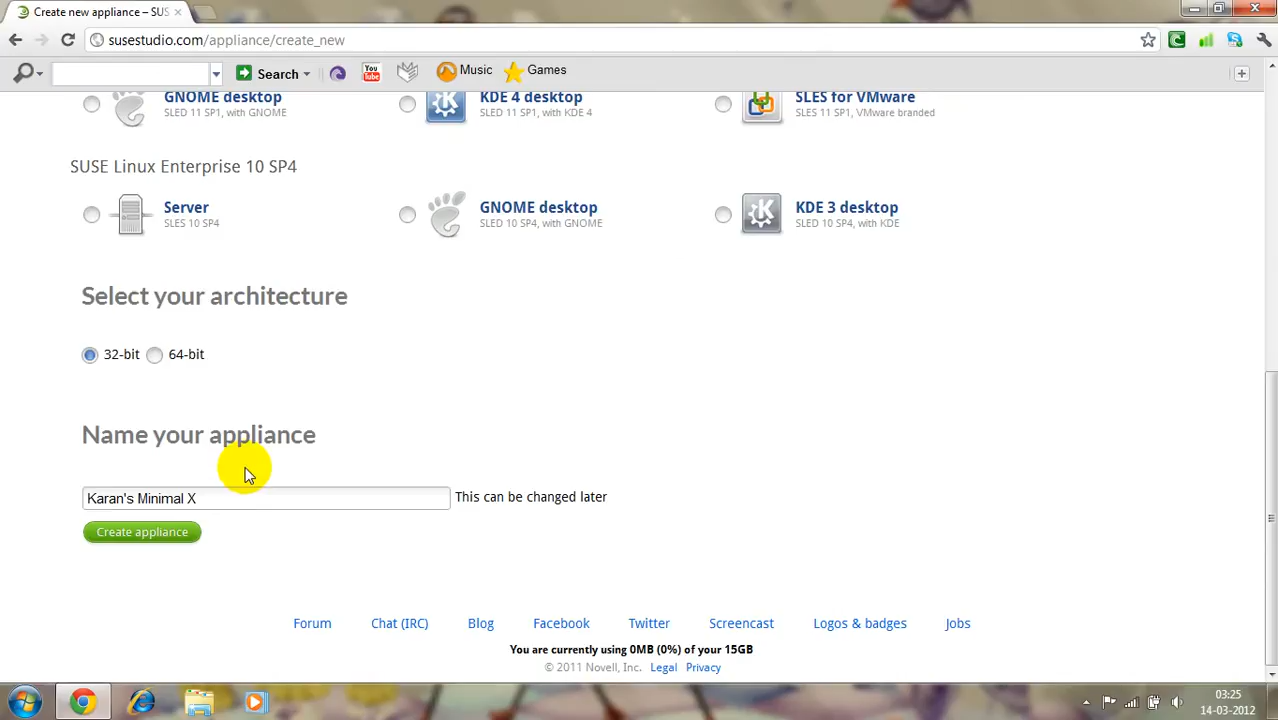 Create new appliance – SUS
susestudio.com/appliance/create_new
Search
You Tube
Music
Games
GNOME desktop
SLED 11 SP1, with GNOME
KDE 4 desktop
SLED 11 SP1, with KDE 4
SLES for VMware
SLES 11 SP1, VMware branded
SUSE Linux Enterprise 10 SP4
Server
SLES 10 SP4
GNOME desktop
SLED 10 SP4, with GNOME
KDE 3 desktop
SLED 10 SP4, with KDE
Select your architecture
32-bit
64-bit
Name your appliance
Karan's Minimal X
This can be changed later
Create appliance
Forum
Chat (IRC)
Blog
Facebook
Twitter
Screencast
Logos & badges
Jobs
You are currently using 0MB (0%) of your 15GB
© 2011 Novell, Inc. Legal Privacy
03:25
14-03-2012